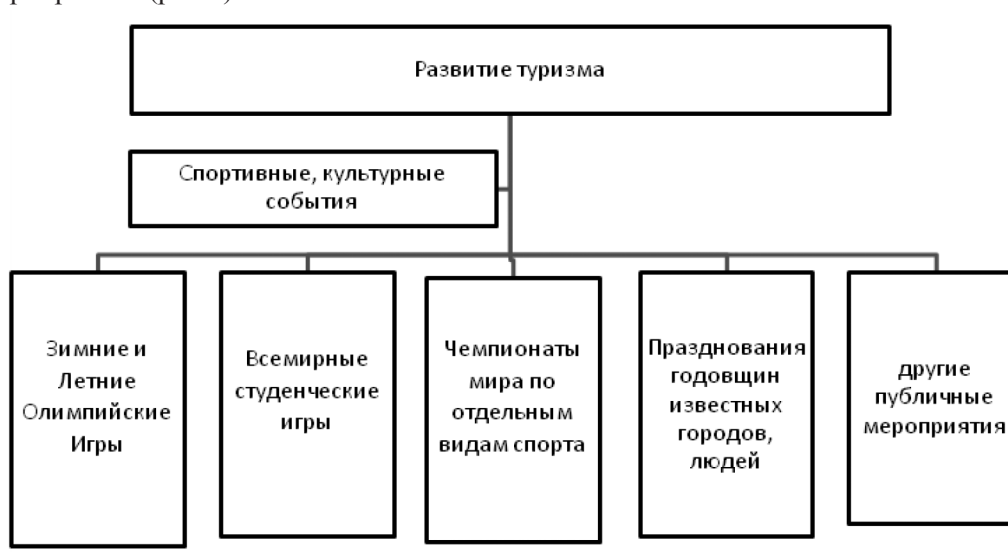 Развитие туризма
Спортивные, культурные
события
Зимние и
Летние
Олимпийские
Игры
Всемирные
студенческие
игры
Чемпионаты
мира по
отдельным
видам спорта
Празднования
годовщин
известных
городов,
людей
другие
публичные
мероприятия